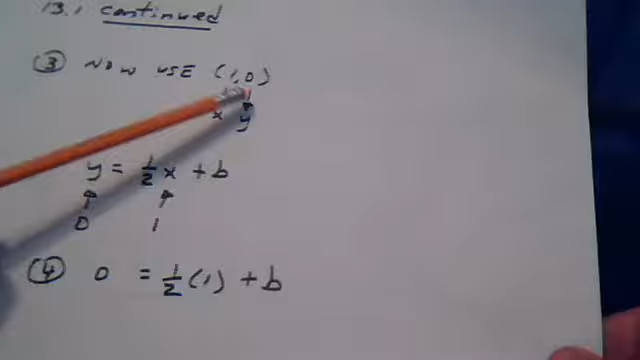 13.1 continued
③ NOW USE (1,0)
x y
y = 1/2 x + b
0 1
④ 0 = 1/2 (1) + b